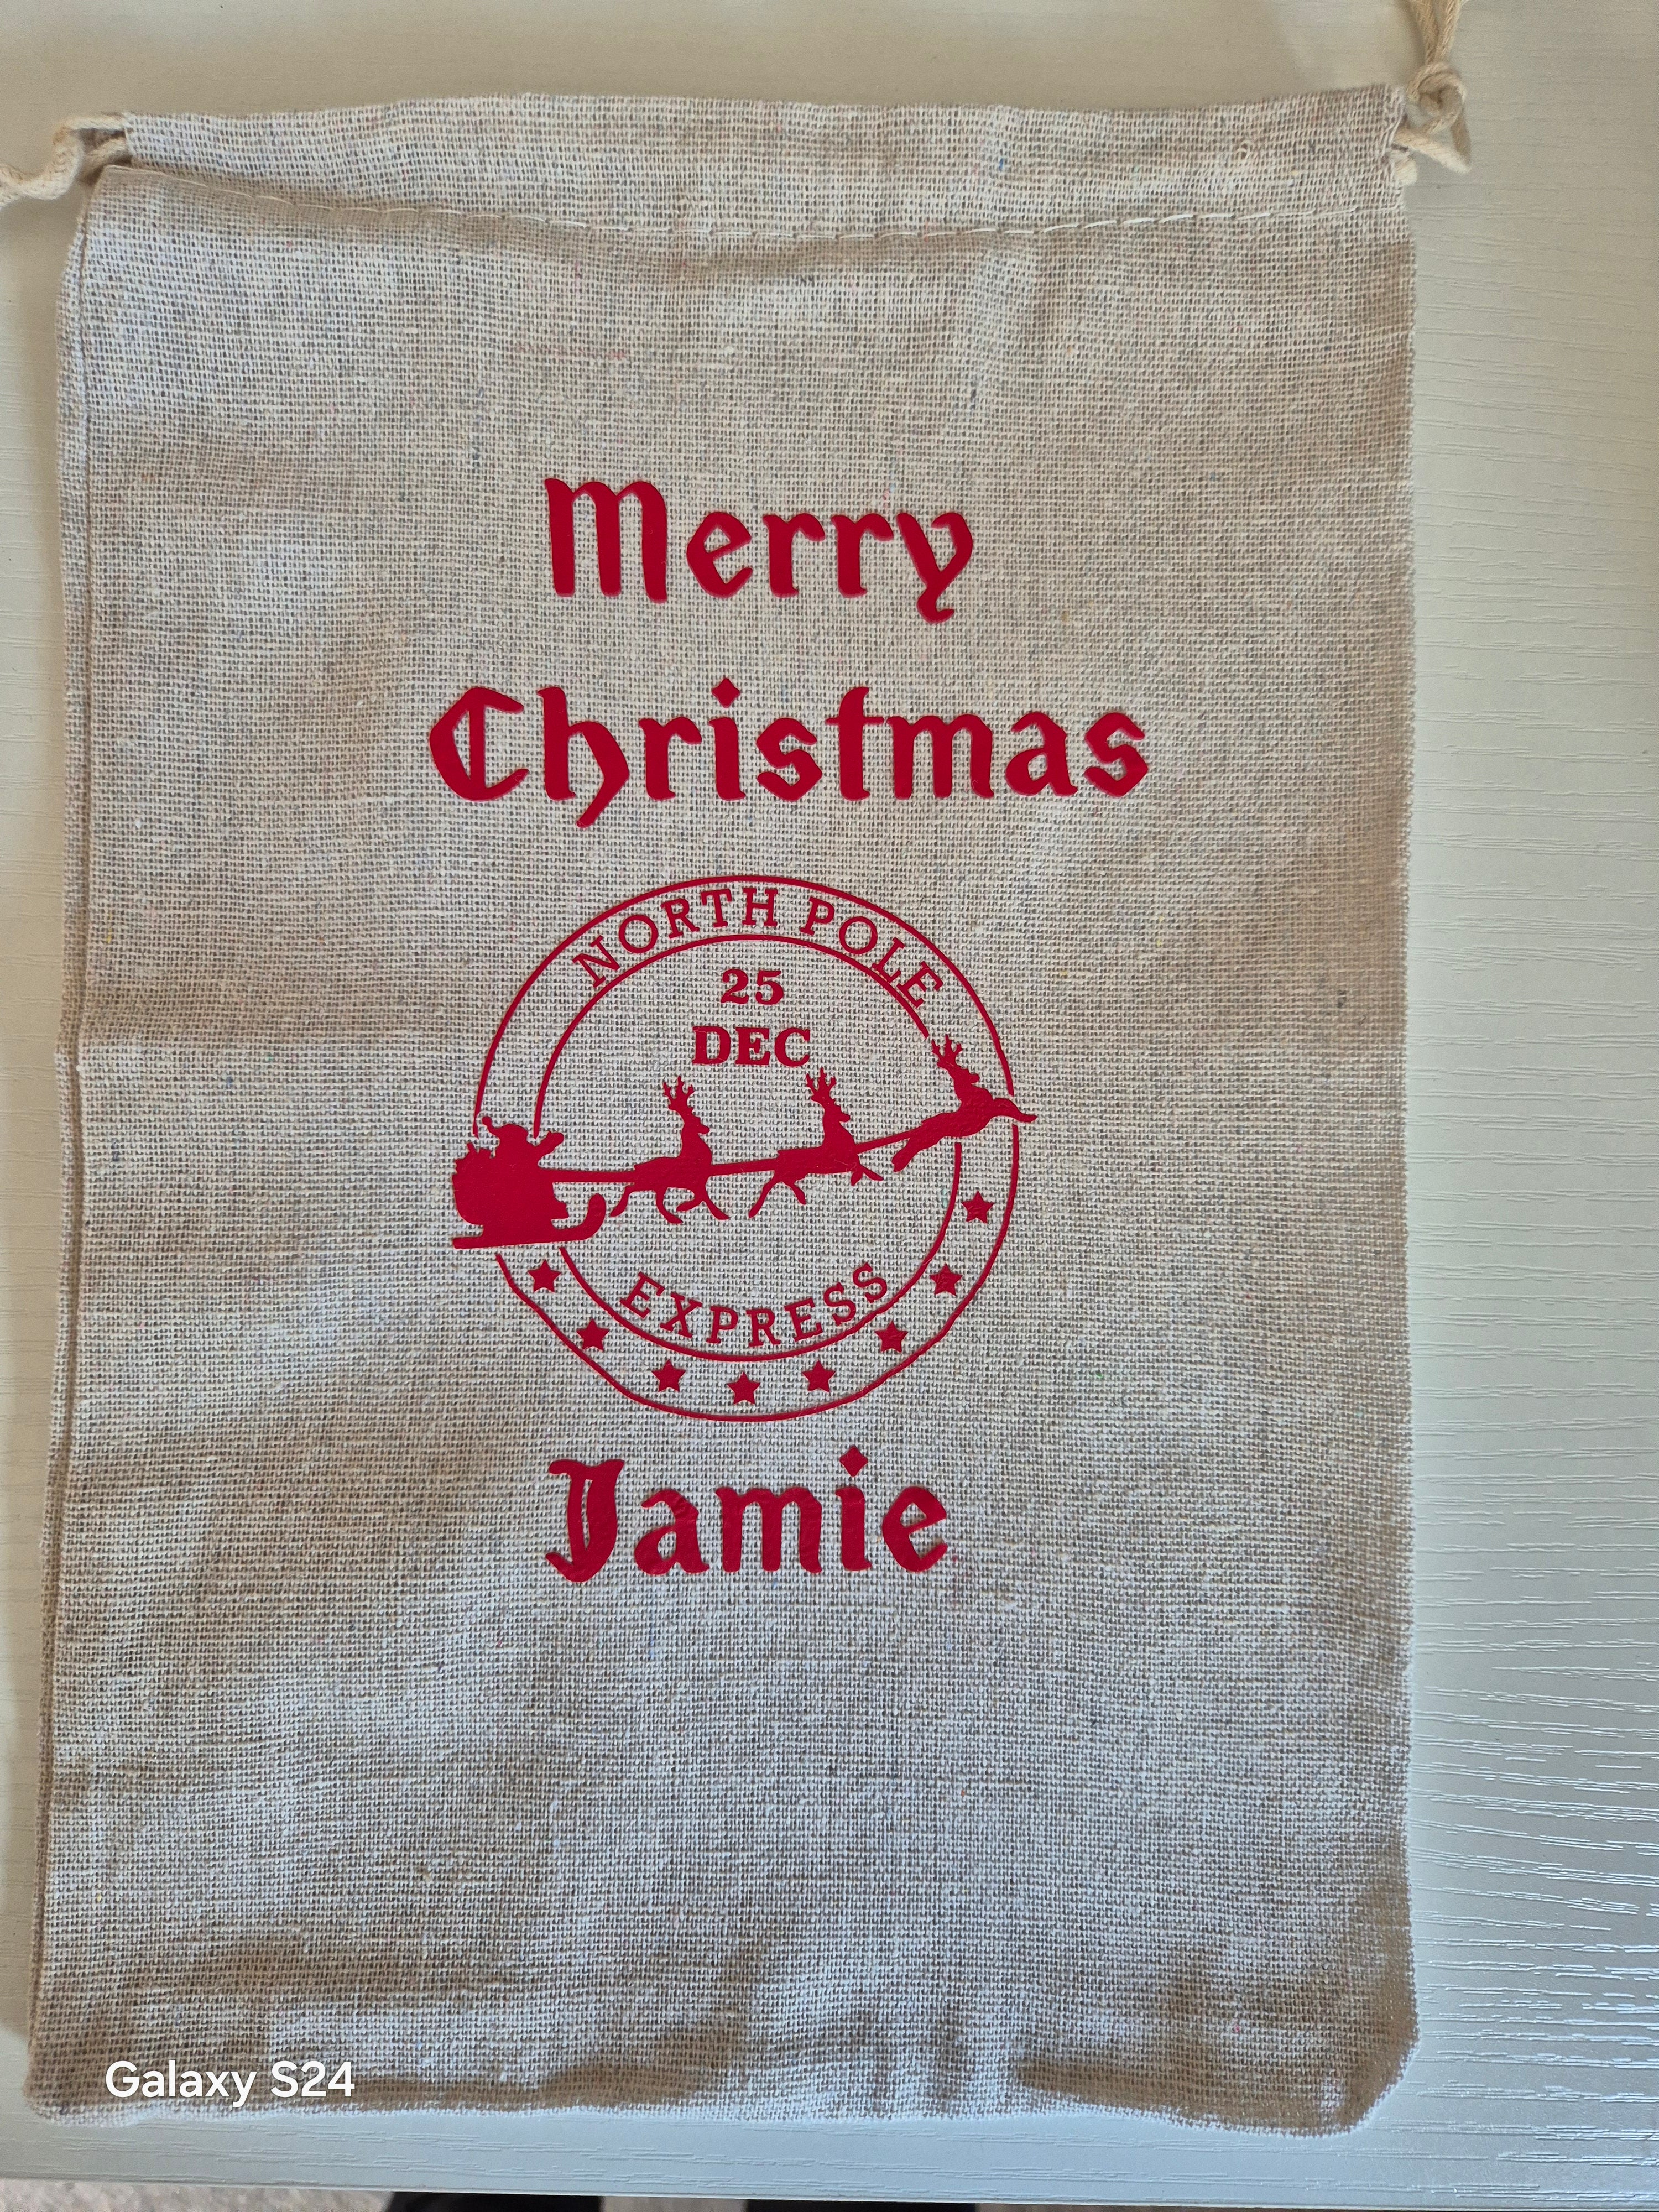 Merry
Christmas
NORTH POLE
25
DEC
EXPRESS
Jamie
Galaxy S24